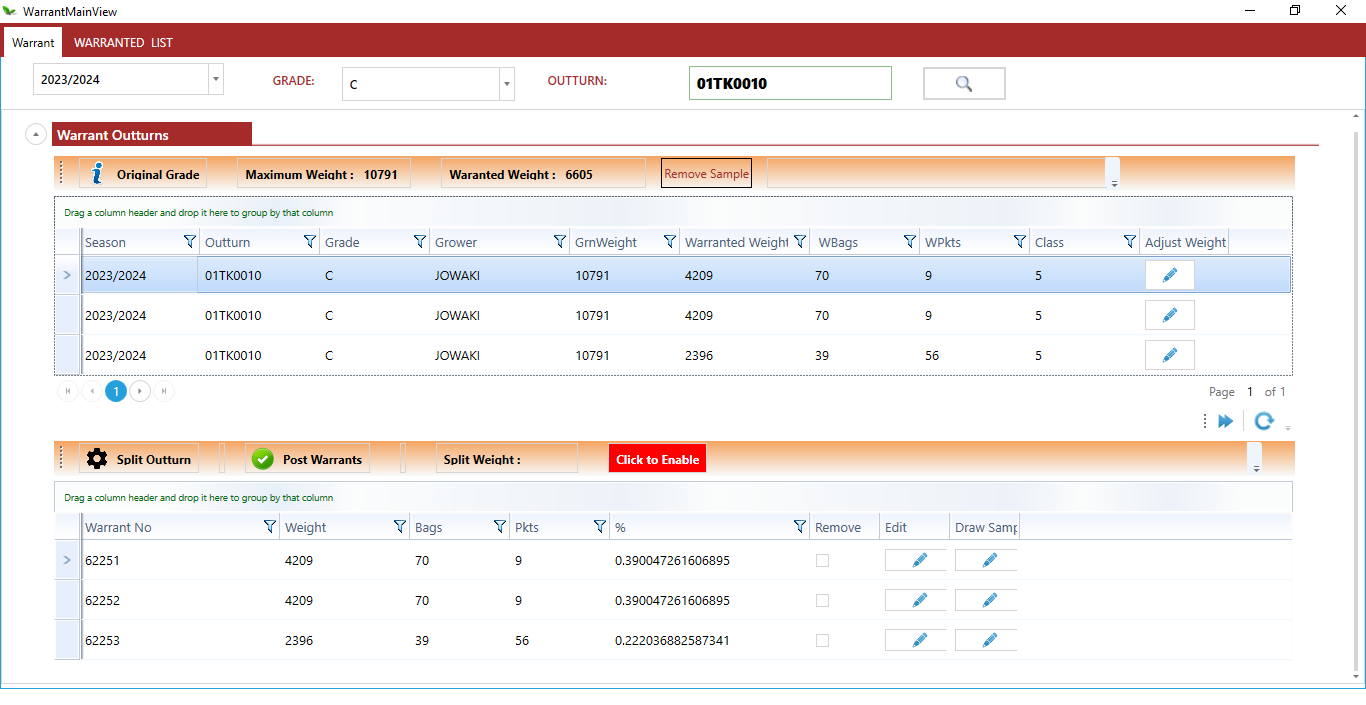 WarrantMainView
Warrant WARRANTED LIST
2023/2024 GRADE: C OUTTURN: 01TK0010
Warrant Outturns
Original Grade Maximum Weight : 10791 Waranted Weight : 6605 Remove Sample
Drag a column header and drop it here to group by that column
Season Outturn Grade Grower GrnWeight Warranted Weight WBags WPkts Class Adjust Weight
2023/2024 01TK0010 C JOWAKI 10791 4209 70 9 5
2023/2024 01TK0010 C JOWAKI 10791 4209 70 9 5
2023/2024 01TK0010 C JOWAKI 10791 2396 39 56 5
1 Page 1 of 1
Split Outturn Post Warrants Split Weight : Click to Enable
Drag a column header and drop it here to group by that column
Warrant No Weight Bags Pkts % Remove Edit Draw Samp
62251 4209 70 9 0.390047261606895
62252 4209 70 9 0.390047261606895
62253 2396 39 56 0.222036882587341